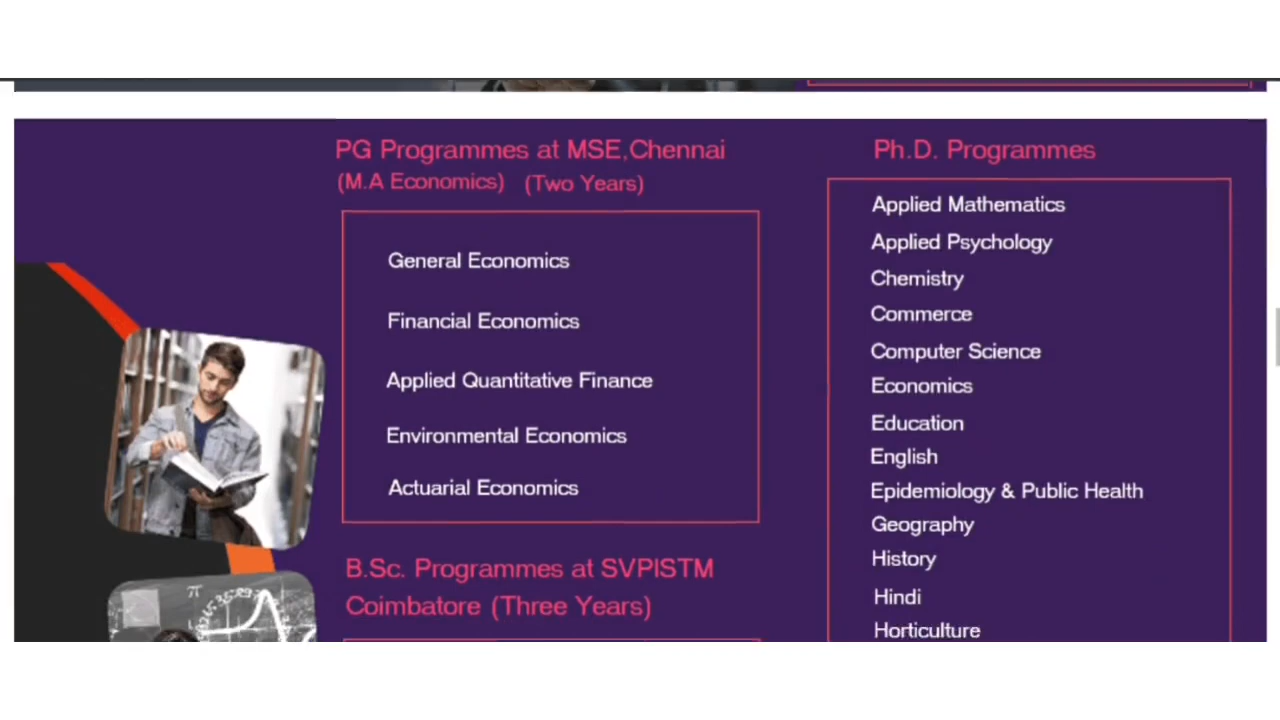 PG Programmes at MSE,Chennai
(M.A Economics) (Two Years)
General Economics
Financial Economics
Applied Quantitative Finance
Environmental Economics
Actuarial Economics
B.Sc. Programmes at SVPISTM
Coimbatore (Three Years)
Ph.D. Programmes
Applied Mathematics
Applied Psychology
Chemistry
Commerce
Computer Science
Economics
Education
English
Epidemiology & Public Health
Geography
History
Hindi
Horticulture